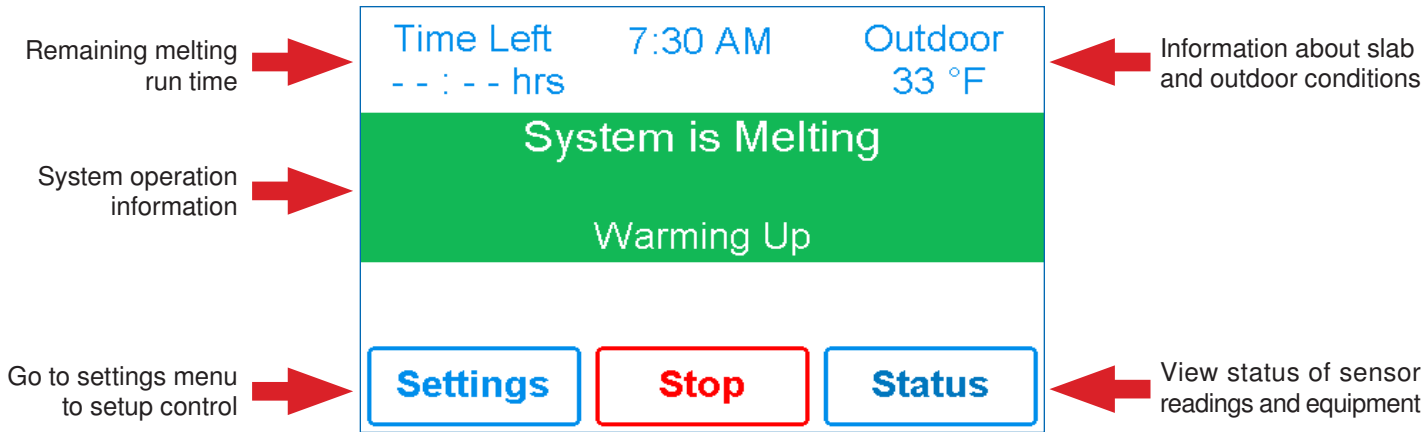 Remaining melting
run time
Time Left
- - : - - hrs
7:30 AM
Outdoor
33 °F
Information about slab
and outdoor conditions
System operation
information
System is Melting
Warming Up
Go to settings menu
to setup control
Settings
Stop
Status
View status of sensor
readings and equipment